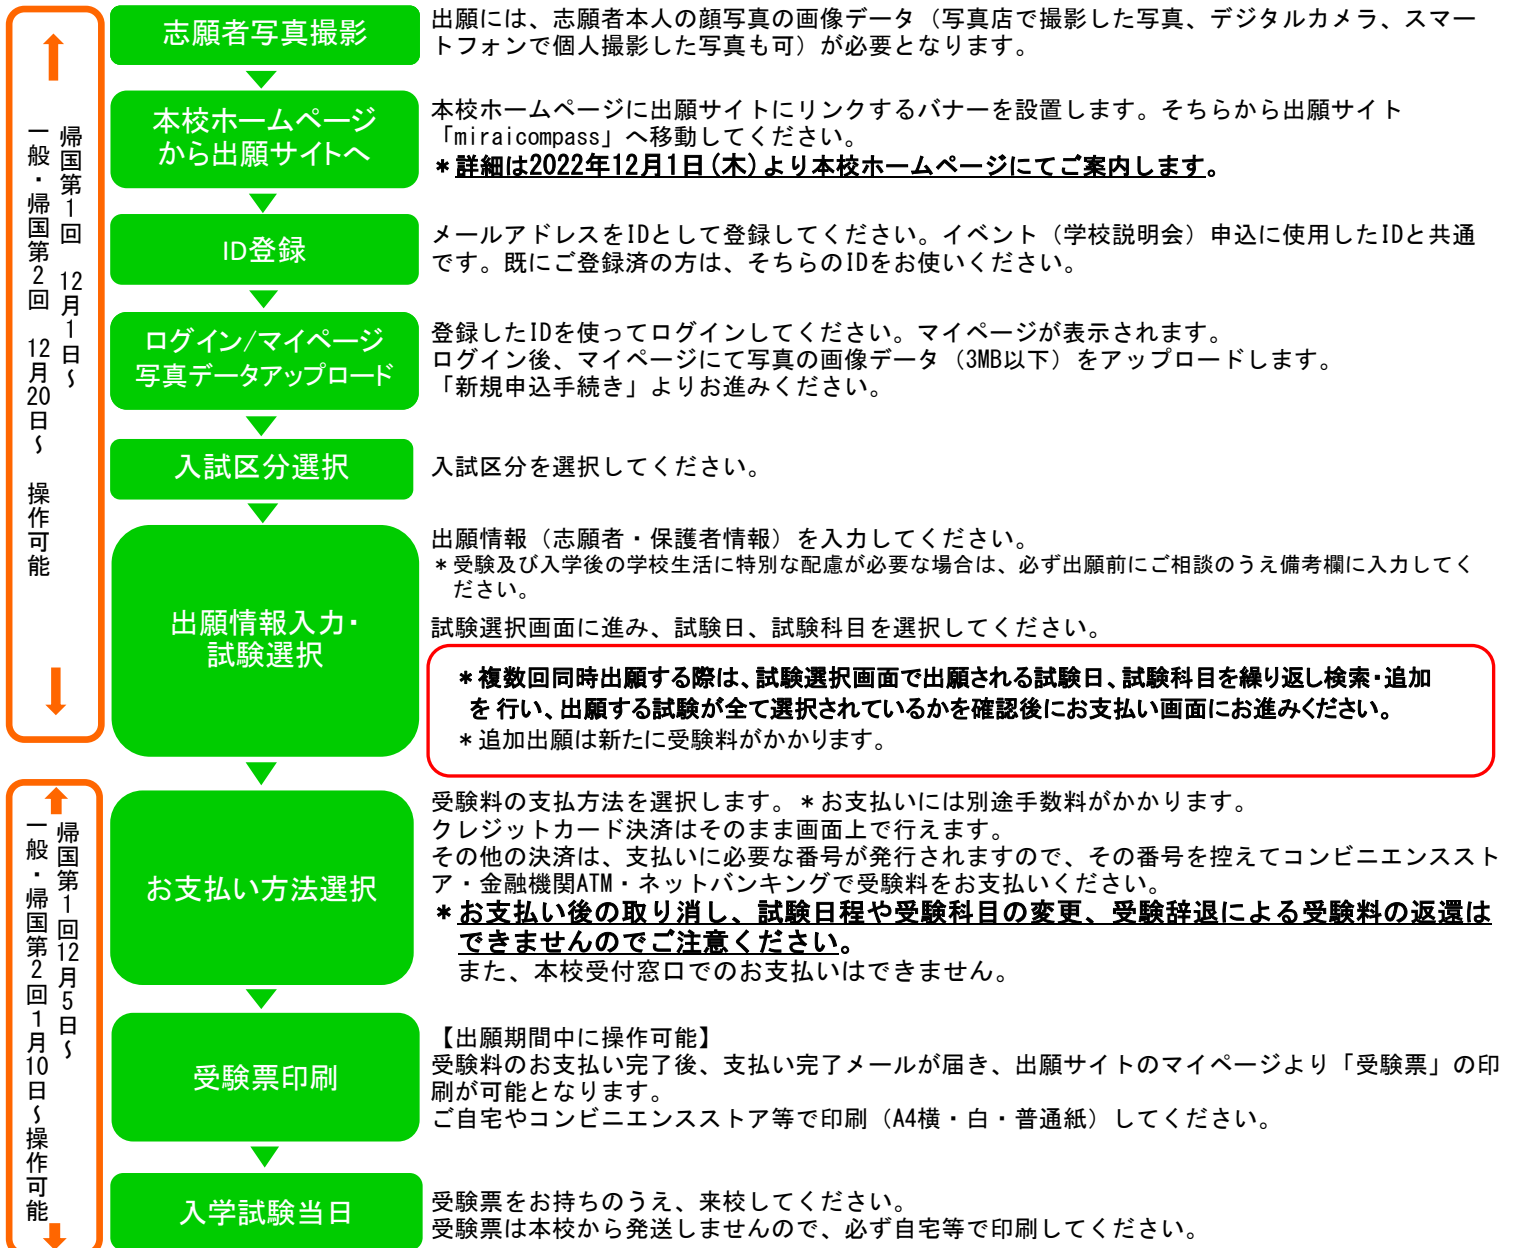 帰国第1回　12月1日～
一般・帰国第2回　12月20日～　操作可能
志願者写真撮影
出願には、志願者本人の顔写真の画像データ（写真店で撮影した写真、デジタルカメラ、スマー
トフォンで個人撮影した写真も可）が必要となります。
本校ホームページ
から出願サイトへ
本校ホームページに出願サイトにリンクするバナーを設置します。そちらから出願サイト
「miraicompass」へ移動してください。
＊詳細は2022年12月1日(木)より本校ホームページにてご案内します。
ID登録
メールアドレスをIDとして登録してください。イベント（学校説明会）申込に使用したIDと共通
です。既にご登録済の方は、そちらのIDをお使いください。
ログイン/マイページ
写真データアップロード
登録したIDを使ってログインしてください。マイページが表示されます。
ログイン後、マイページにて写真の画像データ（3MB以下）をアップロードします。
「新規申込手続き」よりお進みください。
入試区分選択
入試区分を選択してください。
出願情報入力・
試験選択
出願情報（志願者・保護者情報）を入力してください。
＊受験及び入学後の学校生活に特別な配慮が必要な場合は、必ず出願前にご相談のうえ備考欄に入力してく
ださい。
試験選択画面に進み、試験日、試験科目を選択してください。
＊複数回同時出願する際は、試験選択画面で出願される試験日、試験科目を繰り返し検索・追加
を 行い、出願する試験が全て選択されているかを確認後にお支払い画面にお進みください。
＊追加出願は新たに受験料がかかります。
帰国第1回12月5日～
一般・帰国第2回1月10日～操作可能
お支払い方法選択
受験料の支払方法を選択します。＊お支払いには別途手数料がかかります。
クレジットカード決済はそのまま画面上で行えます。
その他の決済は、支払いに必要な番号が発行されますので、その番号を控えてコンビニエンススト
ア・金融機関ATM・ネットバンキングで受験料をお支払いください。
＊お支払い後の取り消し、試験日程や受験科目の変更、受験辞退による受験料の返還は
できませんのでご注意ください。
また、本校受付窓口でのお支払いはできません。
受験票印刷
【出願期間中に操作可能】
受験料のお支払い完了後、支払い完了メールが届き、出願サイトのマイページより「受験票」の印
刷が可能となります。
ご自宅やコンビニエンスストア等で印刷（A4横・白・普通紙）してください。
入学試験当日
受験票をお持ちのうえ、来校してください。
受験票は本校から発送しませんので、必ず自宅等で印刷してください。